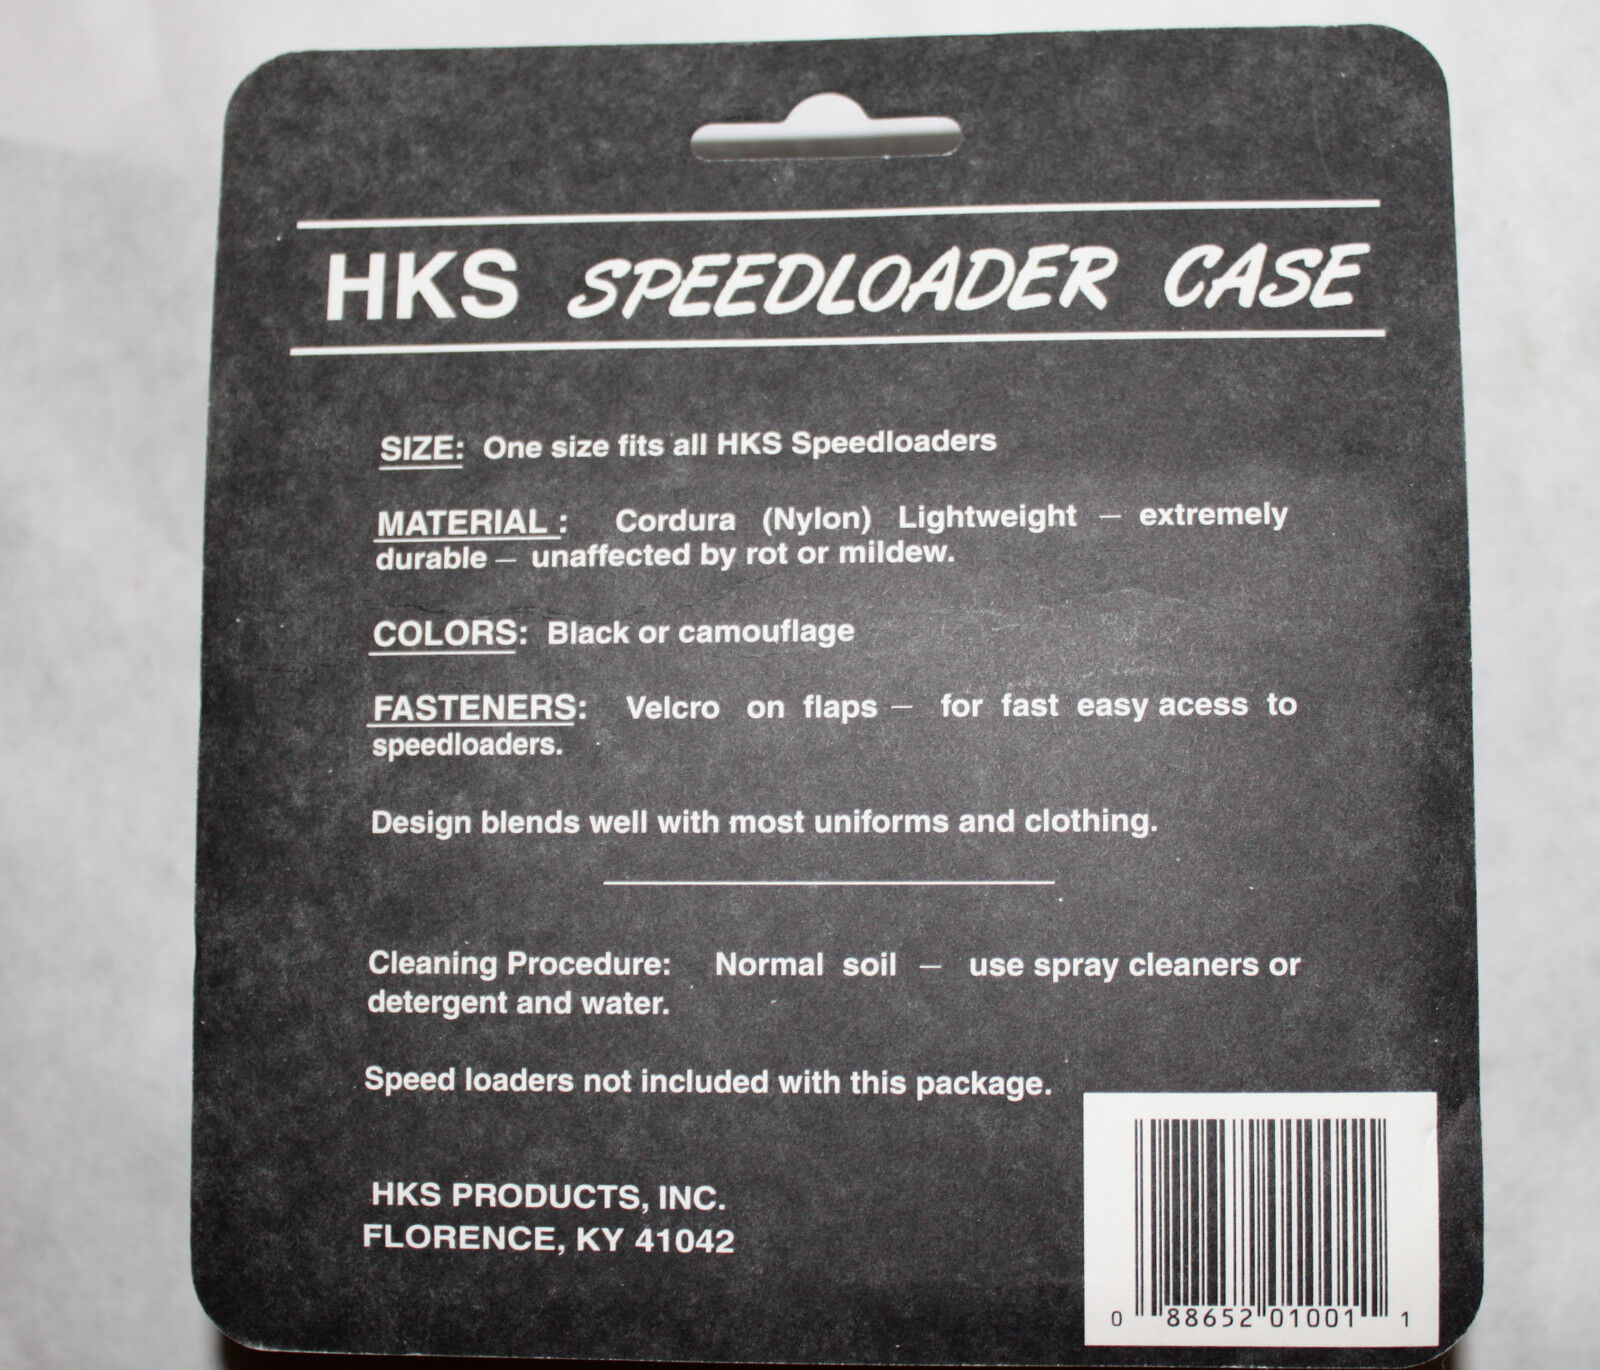 HKS SPEEDLOADER CASE
SIZE: One size fits all HKS Speedloaders
MATERIAL : Cordura (Nylon) Lightweight — extremely
durable — unaffected by rot or mildew.
COLORS: Black or camouflage
FASTENERS: Velcro on flaps — for fast easy acess to
speedloaders.
Design blends well with most uniforms and clothing.
Cleaning Procedure: Normal soil — use spray cleaners or
detergent and water.
Speed loaders not included with this package.
HKS PRODUCTS, INC.
FLORENCE, KY 41042
0 88652 01001 1